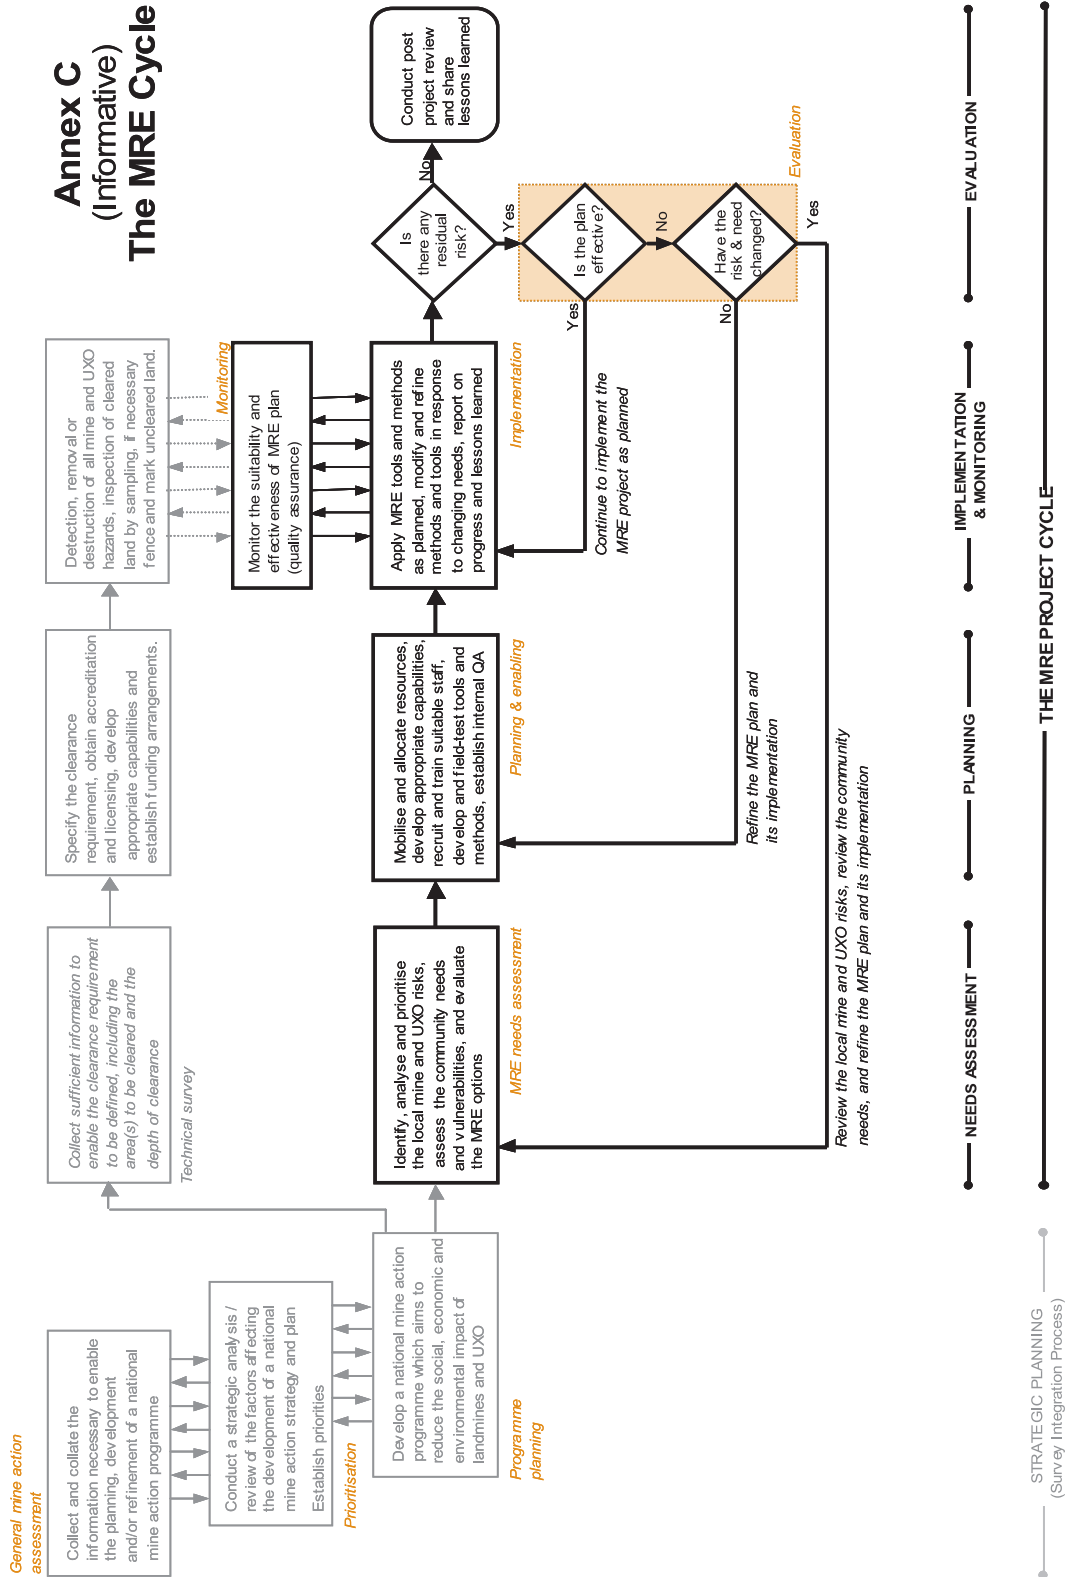 Annex C
(Informative)
The MRE Cycle
General mine action
assessment
Collect and collate the
information necessary to enable
the planning, development
and/or refinement of a national
mine action programme
Conduct a strategic analysis /
review of the factors affecting
the development of a national
mine action strategy and plan
Establish priorities
Prioritisation
Develop a national mine action
programme which aims to
reduce the social, economic and
environmental impact of
landmines and UXO
Programme
planning
Collect sufficient information to
enable the clearance requirement
to be defined, including the
area(s) to be cleared and the
depth of clearance
Technical survey
Specify the clearance
requirement, obtain accreditation
and licensing, develop
appropriate capabilities and
establish funding arrangements.
Detection, removal or
destruction of all mine and UXO
hazards, inspection of cleared
land by sampling, if necessary
fence and mark uncleared land.
Monitoring
Monitor the suitability and
effectiveness of MRE plan
(quality assurance)
Identify, analyse and prioritise
the local mine and UXO risks,
assess the community needs
and vulnerabilities, and evaluate
the MRE options
MRE needs assessment
Mobilise and allocate resources,
develop appropriate capabilities,
recruit and train suitable staff,
develop and field-test tools and
methods, establish internal QA
Planning & enabling
Apply MRE tools and methods
as planned, modify and refine
methods and tools in response
to changing needs, report on
progress and lessons learned
Implementation
Is
there any
residual
risk?
No
Conduct post
project review
and share
lessons learned
Yes
Is the plan
effective?
Yes
No
Have the
risk & need
changed?
No
Yes
Evaluation
Continue to implement the
MRE project as planned
Refine the MRE plan and
its implementation
Review the local mine and UXO risks, review the community
needs, and refine the MRE plan and its implementation
NEEDS ASSESSMENT
PLANNING
IMPLEMENTATION
& MONITORING
EVALUATION
STRATEGIC PLANNING
(Survey Integration Process)
THE MRE PROJECT CYCLE